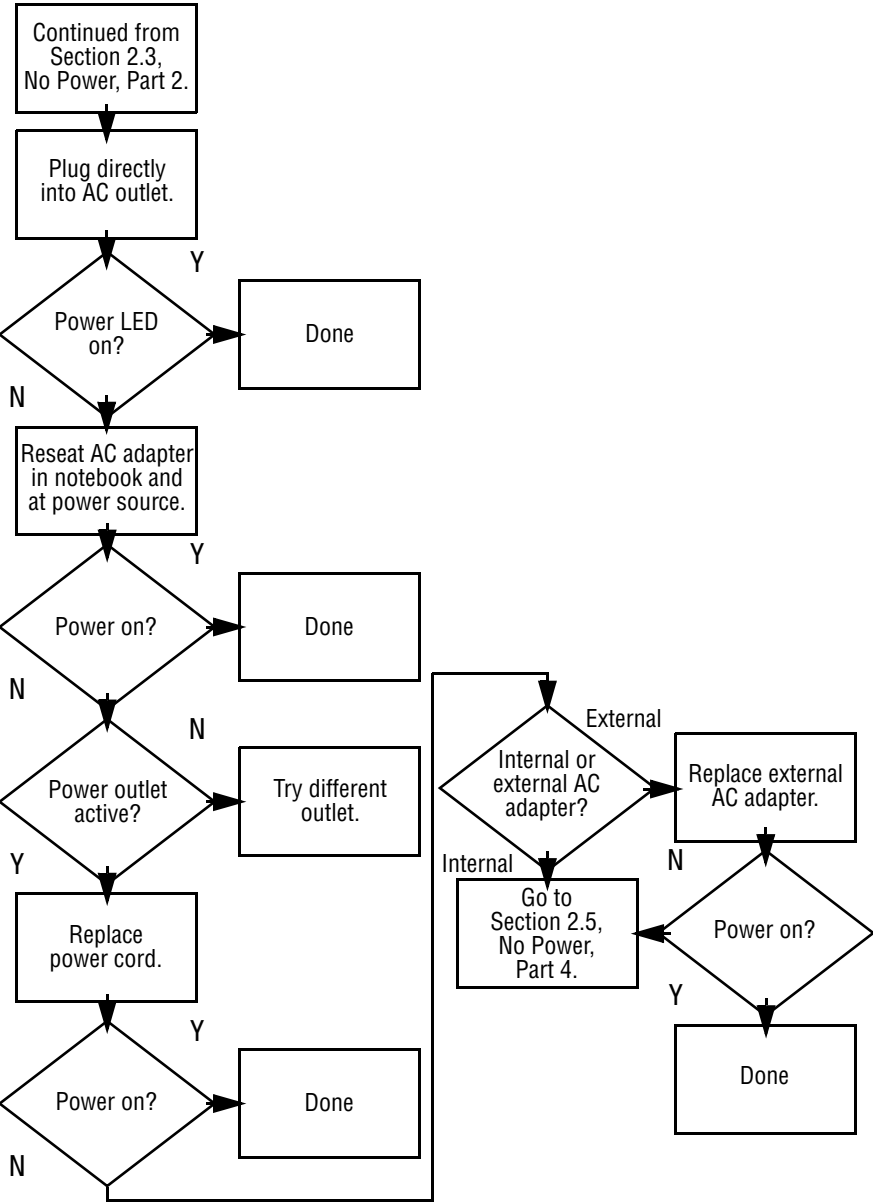 Continued from
Section 2.3,
No Power, Part 2.
Plug directly
into AC outlet.
Y
Power LED
on?
Done
N
Reseat AC adapter
in notebook and
at power source.
Y
Power on?
Done
N
N
Power outlet
active?
Try different
outlet.
Y
Replace
power cord.
Y
Power on?
Done
N
External
Internal or
external AC
adapter?
Replace external
AC adapter.
Internal
N
Go to
Section 2.5,
No Power,
Part 4.
Power on?
Y
Done